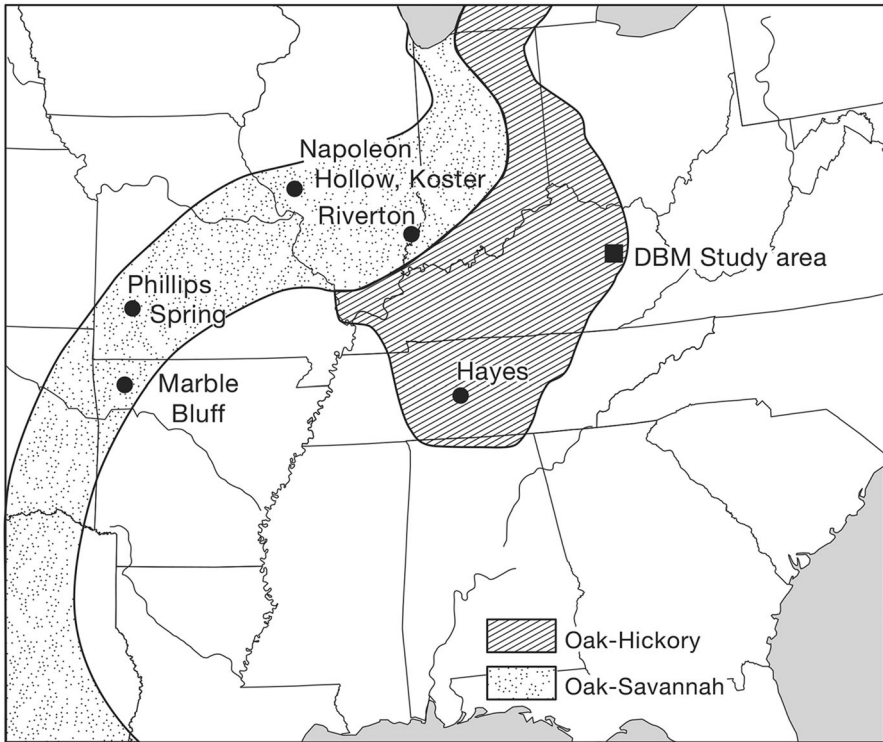 Napoleon
Hollow, Koster
Riverton
DBM Study area
Phillips
Spring
Marble
Bluff
Hayes
Oak-Hickory
Oak-Savannah